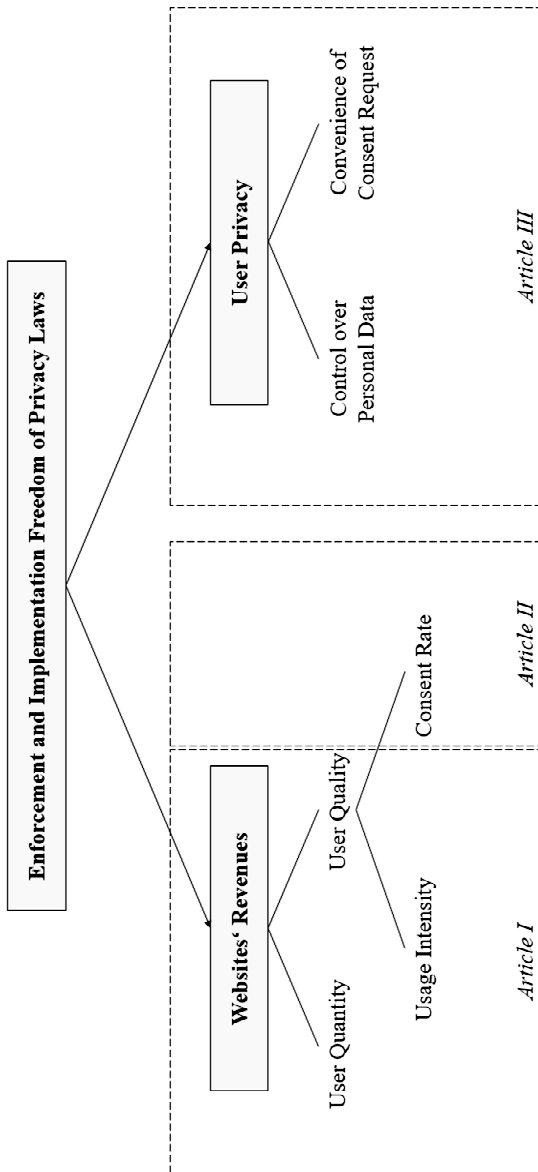 Enforcement and Implementation Freedom of Privacy Laws
Websites‘ Revenues
User Quantity
User Quality
Usage Intensity
Consent Rate
Article I
Article II
User Privacy
Control over
Personal Data
Convenience of
Consent Request
Article III